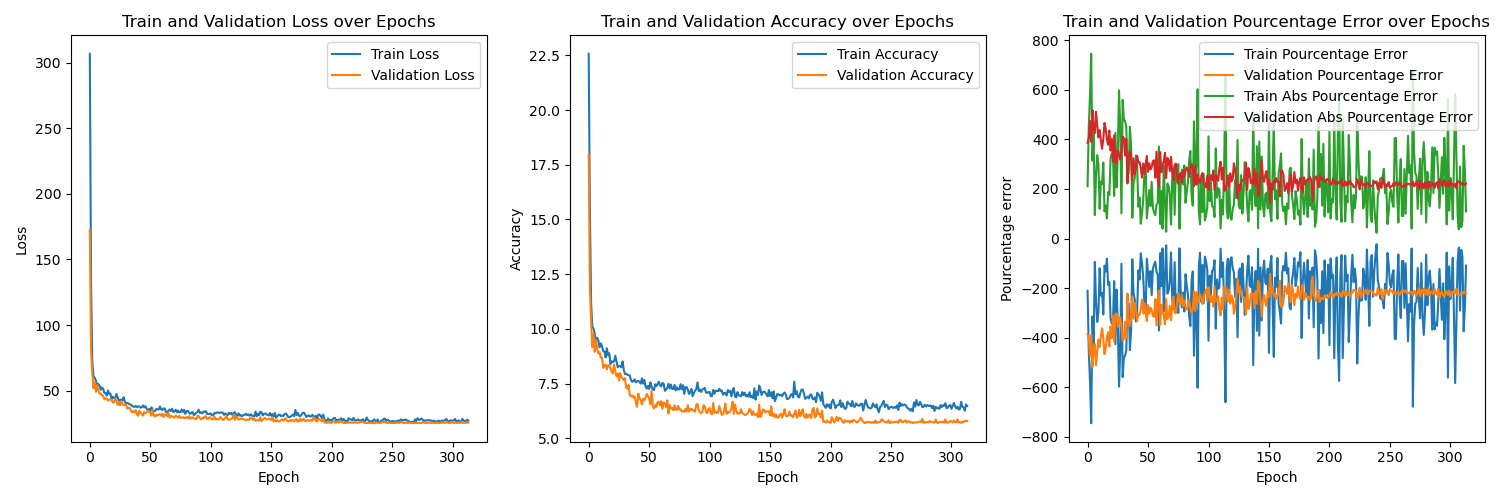 Train and Validation Loss over Epochs
Train Loss
Validation Loss
300
250
200
150
100
50
Loss
0
50
100
150
200
250
300
Epoch
Train and Validation Accuracy over Epochs
Train Accuracy
Validation Accuracy
22.5
20.0
17.5
15.0
12.5
10.0
7.5
5.0
Accuracy
0
50
100
150
200
250
300
Epoch
Train and Validation Pourcentage Error over Epochs
Train Pourcentage Error
Validation Pourcentage Error
Train Abs Pourcentage Error
Validation Abs Pourcentage Error
800
600
400
200
0
−200
−400
−600
−800
Pourcentage error
0
50
100
150
200
250
300
Epoch